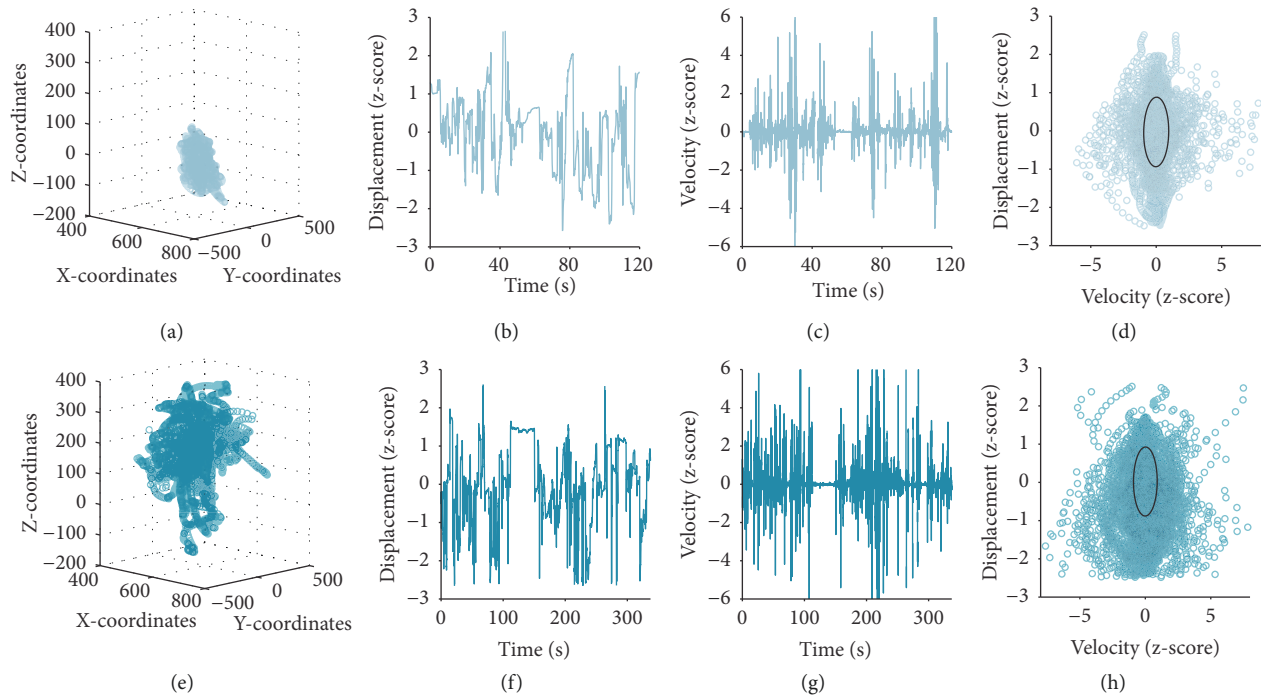 400
300
200
100
0
−100
−200
Z-coordinates
400
600
800
X-coordinates
−500
0
500
Y-coordinates
(a)
3
2
1
0
−1
−2
−3
Displacement (z-score)
0 40 80 120
Time (s)
(b)
6
4
2
0
2
4
−6
Velocity (z-score)
0 40 80 120
Time (s)
(c)
3
2
1
0
−1
−2
−3
Displacement (z-score)
−5 0 5
Velocity (z-score)
(d)
400
300
200
100
0
−100
−200
Z-coordinates
400
600
800
X-coordinates
−500
0
500
Y-coordinates
(e)
3
2
1
0
−1
−2
−3
Displacement (z-score)
0 100 200 300
Time (s)
(f)
6
4
2
0
2
4
−6
Velocity (z-score)
0 100 200 300
Time (s)
(g)
3
2
1
0
−1
−2
−3
Displacement (z-score)
−5 0 5
Velocity (z-score)
(h)